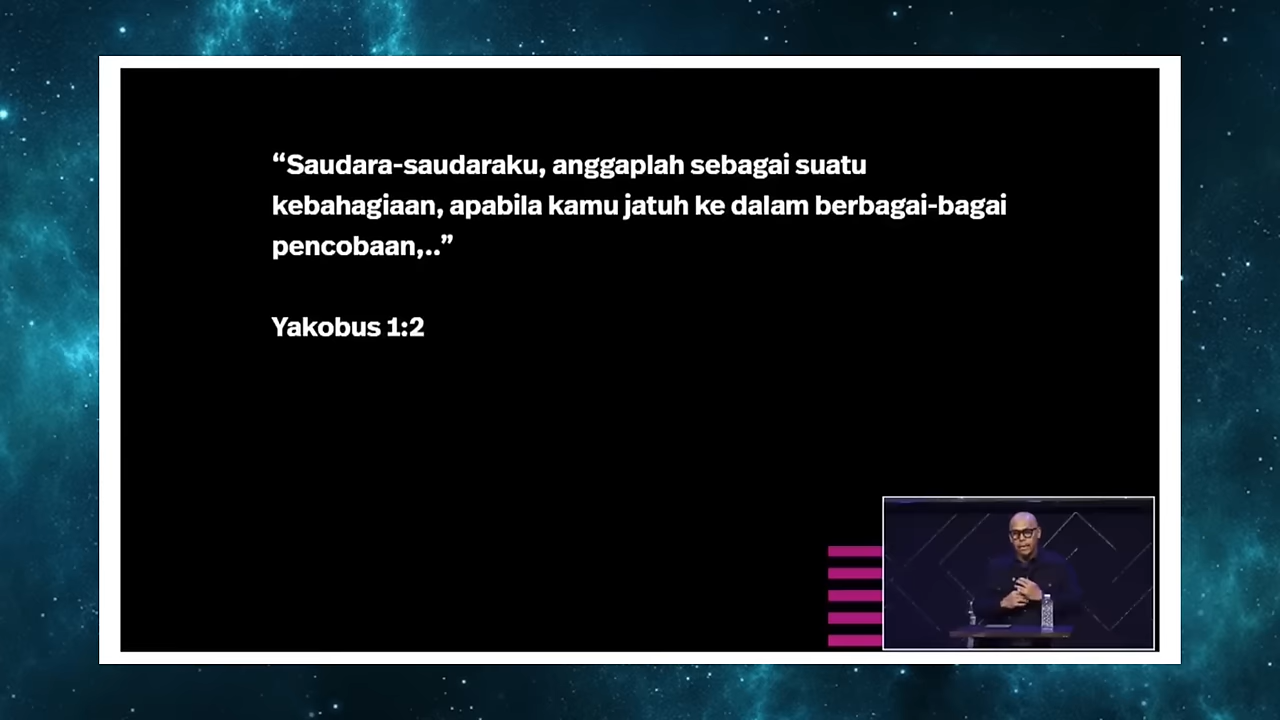 “Saudara-saudaraku, anggaplah sebagai suatu
kebahagiaan, apabila kamu jatuh ke dalam berbagai-bagai
pencobaan,..”
Yakobus 1:2